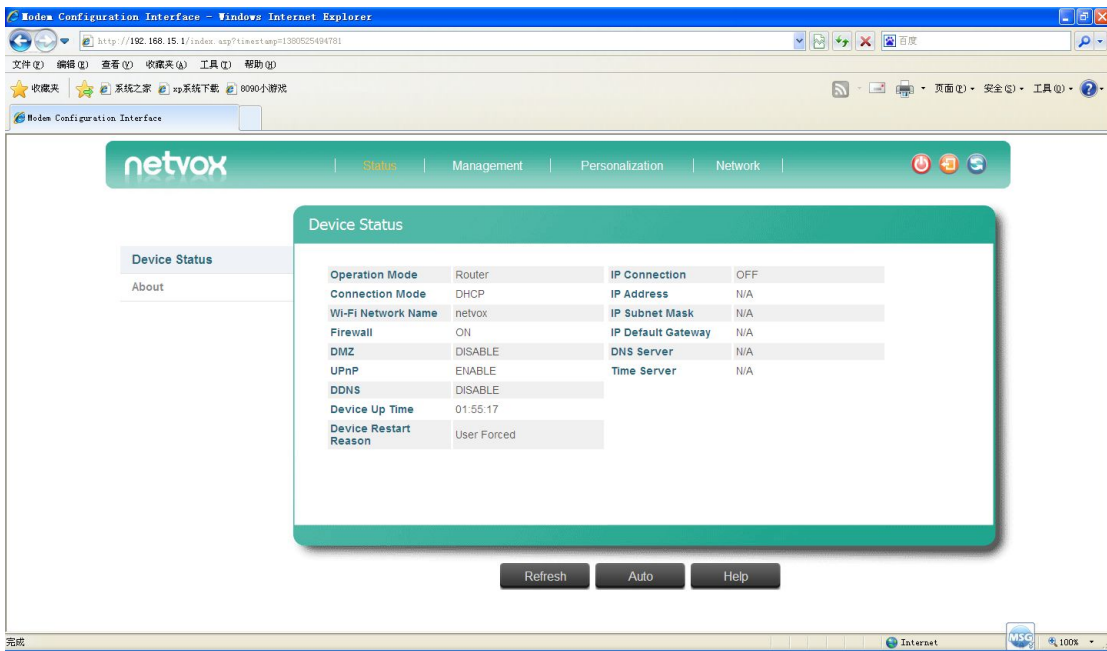 Modem Configuration Interface - Windows Internet Explorer
http://192.168.15.1/index.asp?timestamp=1380525494781
百度
文件(F) 编辑(E) 查看(V) 收藏夹(A) 工具(T) 帮助(H)
收藏夹 系统之家 xp系统下载 8090小游戏
页面(P) 安全(S) 工具(O)
Modem Configuration Interface
netvox
Status Management Personalization Network
Device Status
Device Status
About
Operation Mode Router IP Connection OFF
Connection Mode DHCP IP Address N/A
Wi-Fi Network Name netvox IP Subnet Mask N/A
Firewall ON IP Default Gateway N/A
DMZ DISABLE DNS Server N/A
UPnP ENABLE Time Server N/A
DDNS DISABLE
Device Up Time 01:55:17
Device Restart
Reason User Forced
Refresh Auto Help
完成 Internet MSG 100%